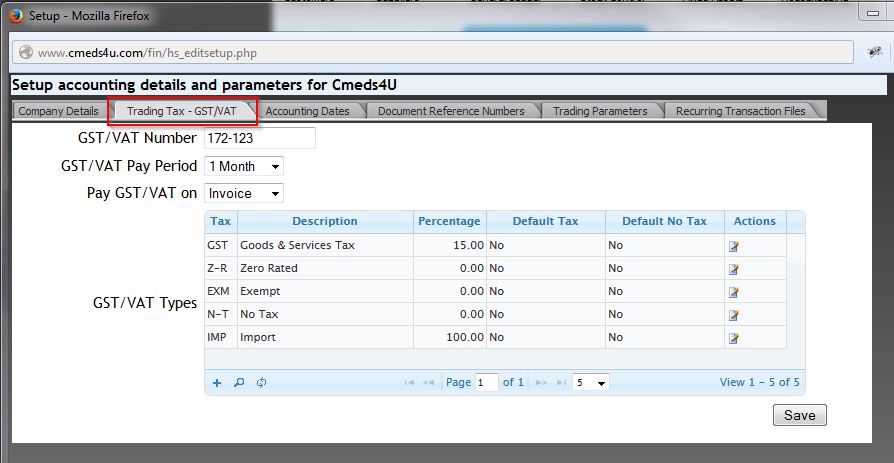 Setup - Mozilla Firefox
www.cmeds4u.com/fin/hs_editsetup.php
Setup accounting details and parameters for Cmeds4U
Company Details Trading Tax - GST/VAT Accounting Dates Document Reference Numbers Trading Parameters Recurring Transaction Files
GST/VAT Number 172-123
GST/VAT Pay Period 1 Month
Pay GST/VAT on Invoice
Tax Description Percentage Default Tax Default No Tax Actions
GST Goods & Services Tax 15.00 No No
Z-R Zero Rated 0.00 No No
EXM Exempt 0.00 No No
GST/VAT Types
N-T No Tax 0.00 No No
IMP Import 100.00 No No
Page 1 of 1 5 View 1 - 5 of 5
Save